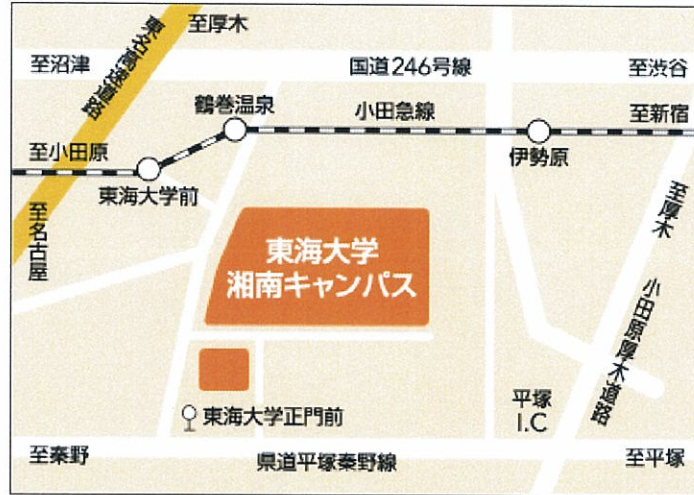 至厚木
東名高速道路
至沼津
国道246号線
至渋谷
鶴巻温泉
小田急線
至新宿
至小田原
伊勢原
東海大学前
至厚木
至名古屋
東海大学
湘南キャンパス
小田原厚木道路
平塚
I.C
東海大学正門前
至秦野
県道平塚秦野線
至平塚